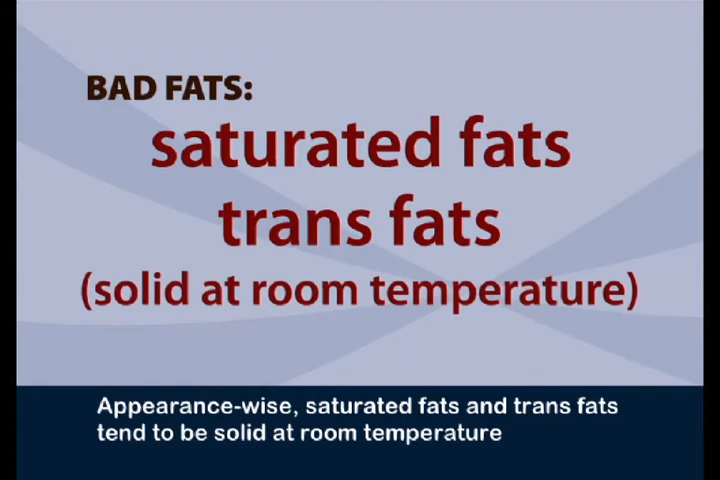 BAD FATS:
saturated fats
trans fats
(solid at room temperature)
Appearance-wise, saturated fats and trans fats
tend to be solid at room temperature